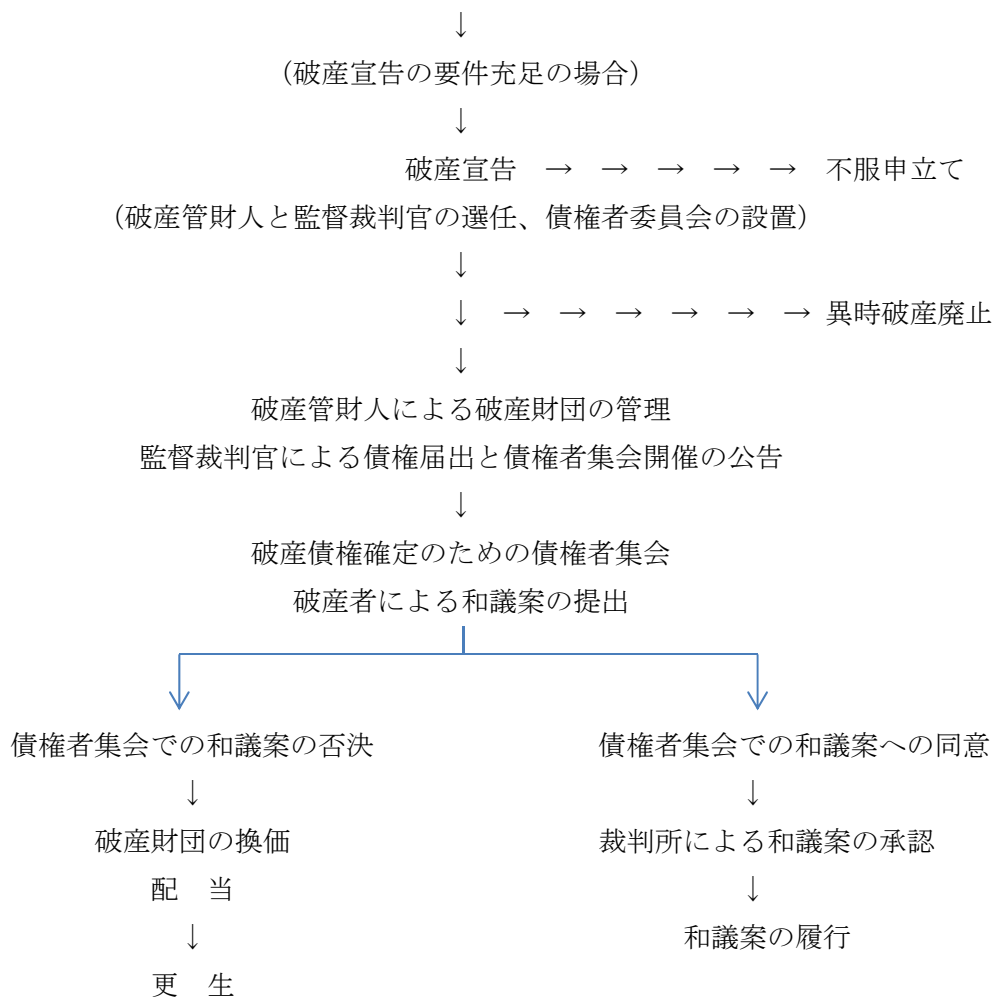 ↓
（破産宣告の要件充足の場合）
↓
破産宣告　→　→　→　→　→　不服申立て
（破産管財人と監督裁判官の選任、債権者委員会の設置）
↓
↓　→　→　→　→　→　→ 異時破産廃止
↓
破産管財人による破産財団の管理
監督裁判官による債権届出と債権者集会開催の公告
↓
破産債権確定のための債権者集会
破産者による和議案の提出
債権者集会での和議案の否決　債権者集会での和議案への同意
↓　↓
破産財団の換価　裁判所による和議案の承認
配　当　↓
↓　和議案の履行
更　生